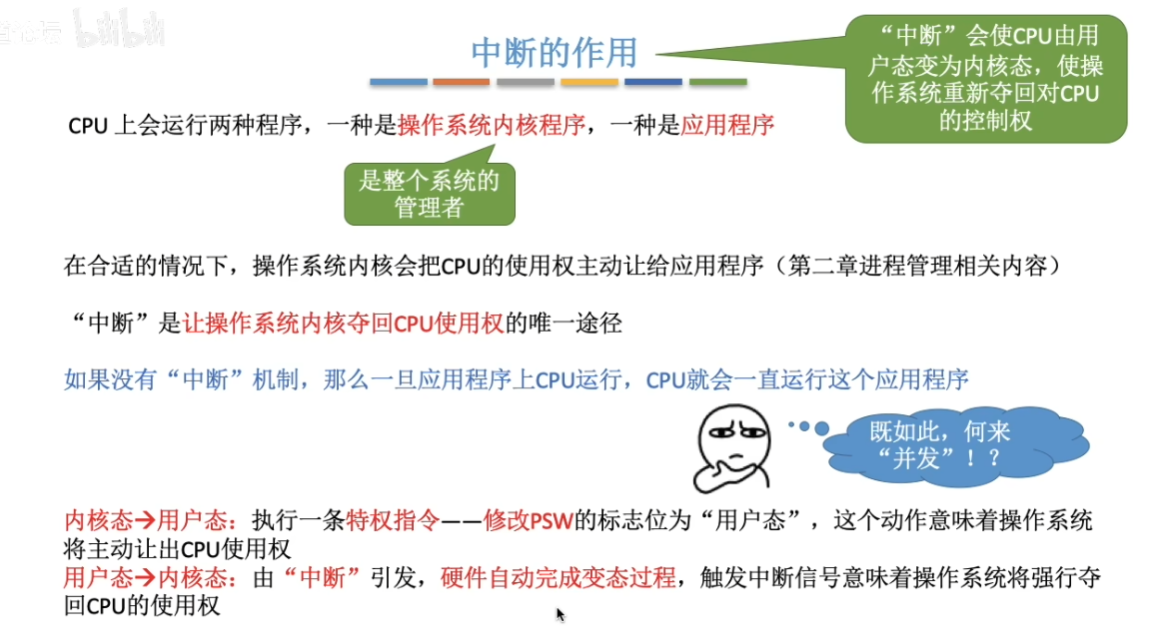 bilibili
中断的作用
“中断”会使CPU由用
户态变为内核态，使操
作系统重新夺回对CPU
的控制权
CPU 上会运行两种程序，一种是操作系统内核程序，一种是应用程序
是整个系统的
管理者
在合适的情况下，操作系统内核会把CPU的使用权主动让给应用程序（第二章进程管理相关内容）
“中断”是让操作系统内核夺回CPU使用权的唯一途径
如果没有“中断”机制，那么一旦应用程序上CPU运行，CPU就会一直运行这个应用程序
既如此，何来
“并发”！？
内核态→用户态：执行一条特权指令——修改PSW的标志位为“用户态”，这个动作意味着操作系统
将主动让出CPU使用权
用户态→内核态：由“中断”引发，硬件自动完成变态过程，触发中断信号意味着操作系统将强行夺
回CPU的使用权